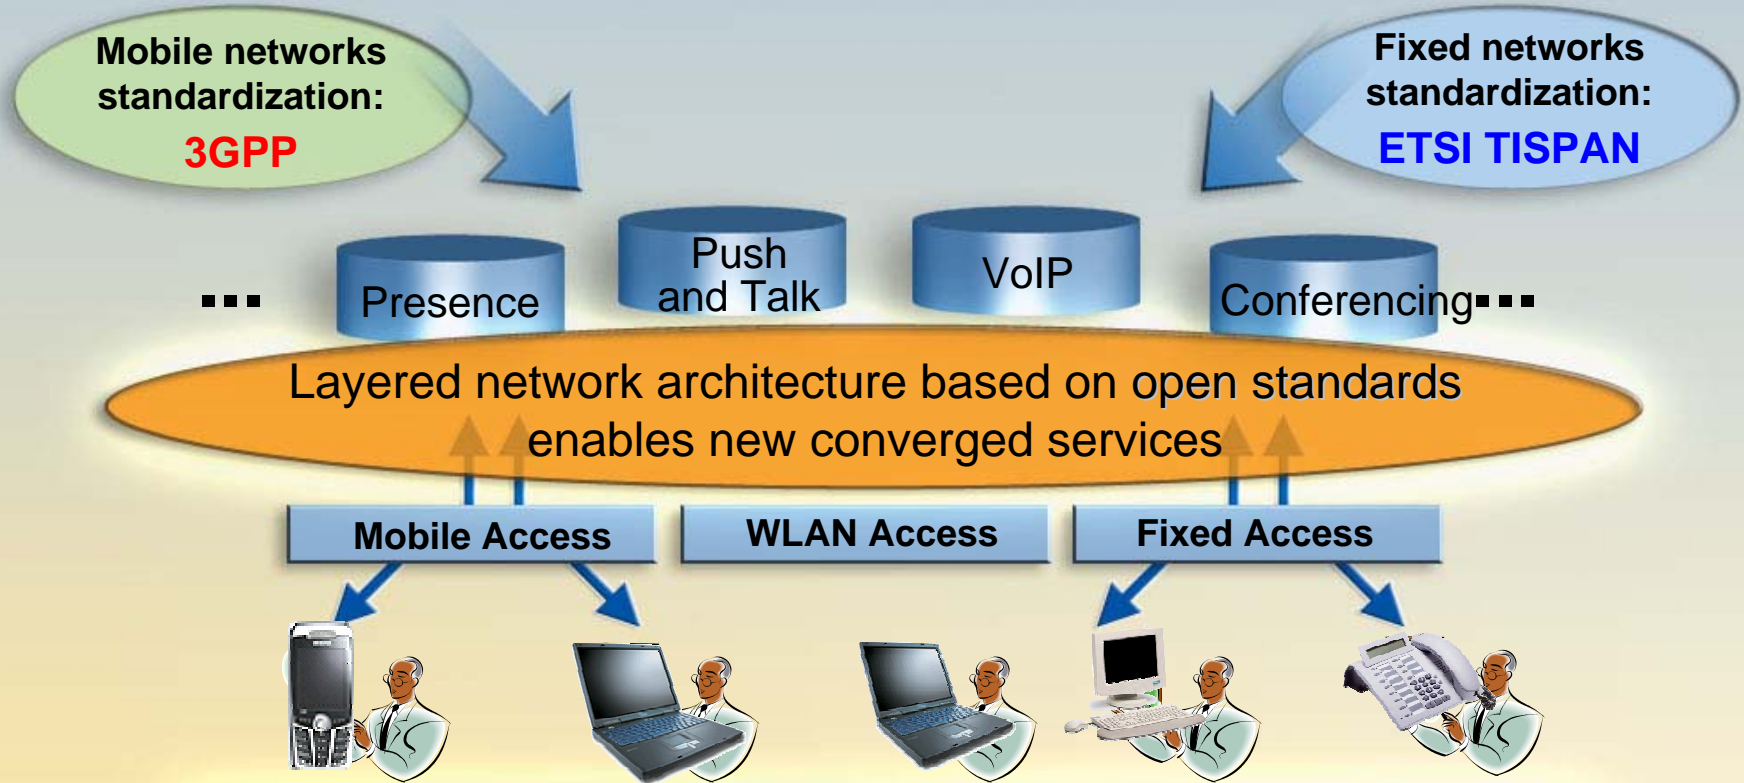 Mobile networks
standardization:
3GPP
Fixed networks
standardization:
ETSI TISPAN
Presence
Push
and Talk
VoIP
Conferencing
Layered network architecture based on open standards
enables new converged services
Mobile Access
WLAN Access
Fixed Access